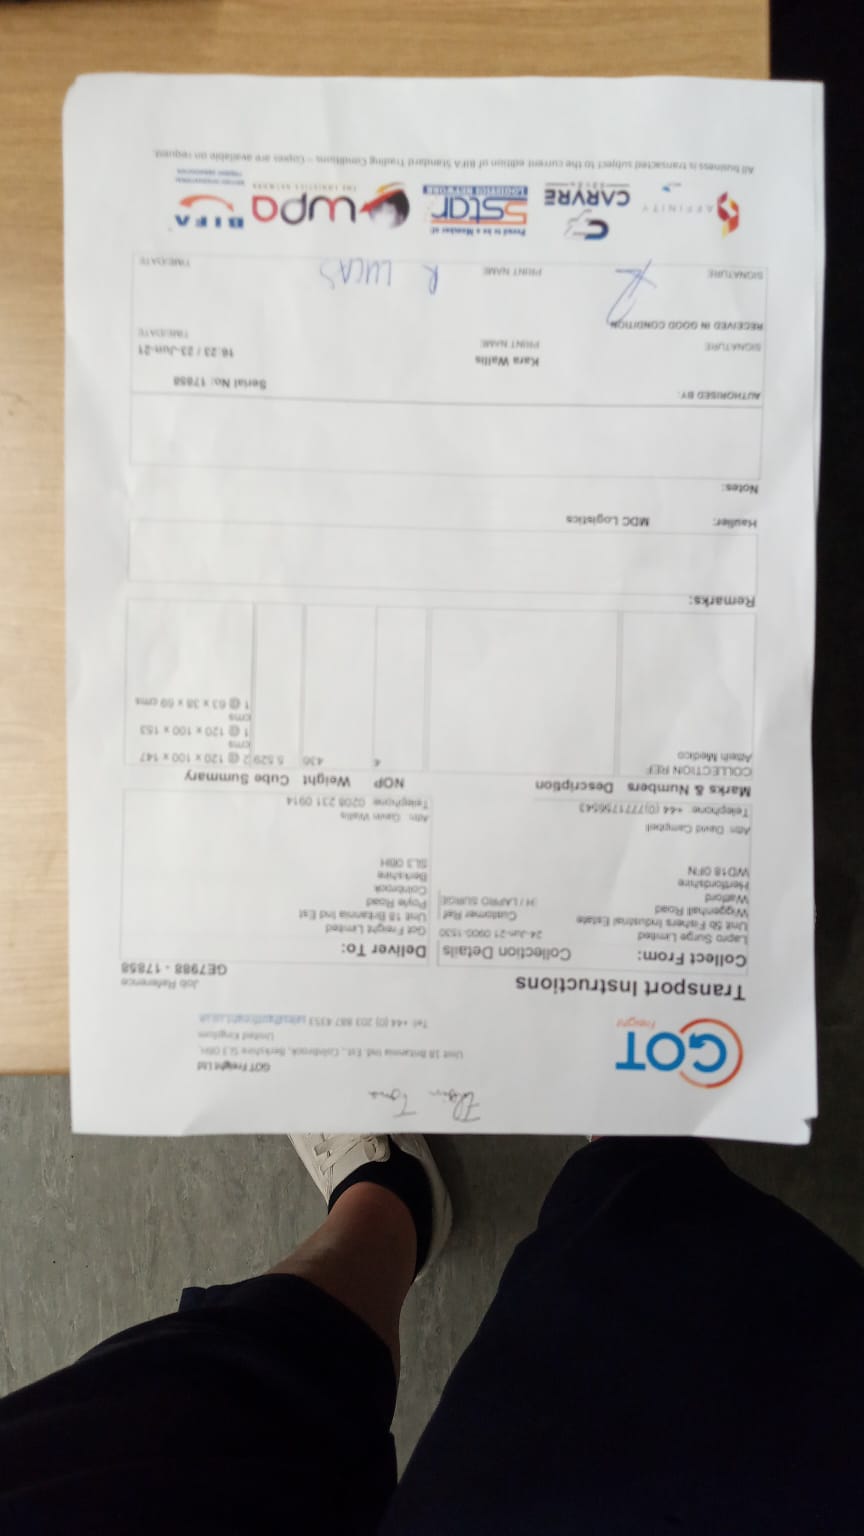 GOT
Freight
GOT Freight Ltd
Unit 18 Britannia Ind. Est., Colnbrook, Berkshire SL3 0BH,
United Kingdom
Tel: +44 (0) 203 887 4353
Transport Instructions
Job Reference
GE7988 - 17858
Collect From:
Lapro Surge Limited
Unit 5b Fishers Industrial Estate
Wiggenhall Road
Watford
Hertfordshire
WD18 0FN
Attn: David Campbell
Telephone: +44 (0)7771756543
Collection Details
24-Jun-21 0900-1530
Customer Ref
H / LAPRO SURGE
Deliver To:
Got Freight Limited
Unit 18 Britannia Ind Est
Poyle Road
Colnbrook
Berkshire
SL3 0BH
Attn: Gavin Wallis
Telephone: 0208 231 0914
Marks & Numbers Description NOP Weight Cube Summary
COLLECTION REF
Medico
4 436 5.529 2 @ 120 x 100 x 147
cms
1 @ 120 x 100 x 153
cms
1 @ 63 x 38 x 69 cms
Remarks:
Haulier: MDC Logistics
Notes:
AUTHORISED BY: Serial No: 17858
SIGNATURE PRINT NAME TIME/DATE
Kara Wallis 16:23 / 23-Jun-21
RECEIVED IN GOOD CONDITION
SIGNATURE PRINT NAME TIME/DATE
R LUCAS
AFFINITY
CARVRE
Proud to be a Member of
5Star
LOGISTICS NETWORK
wpa
THE LOGISTICS NETWORK
BIFA
BRITISH INTERNATIONAL
FREIGHT ASSOCIATION
All business is transacted subject to the current edition of BIFA Standard Trading Conditions – Copies are available on request.